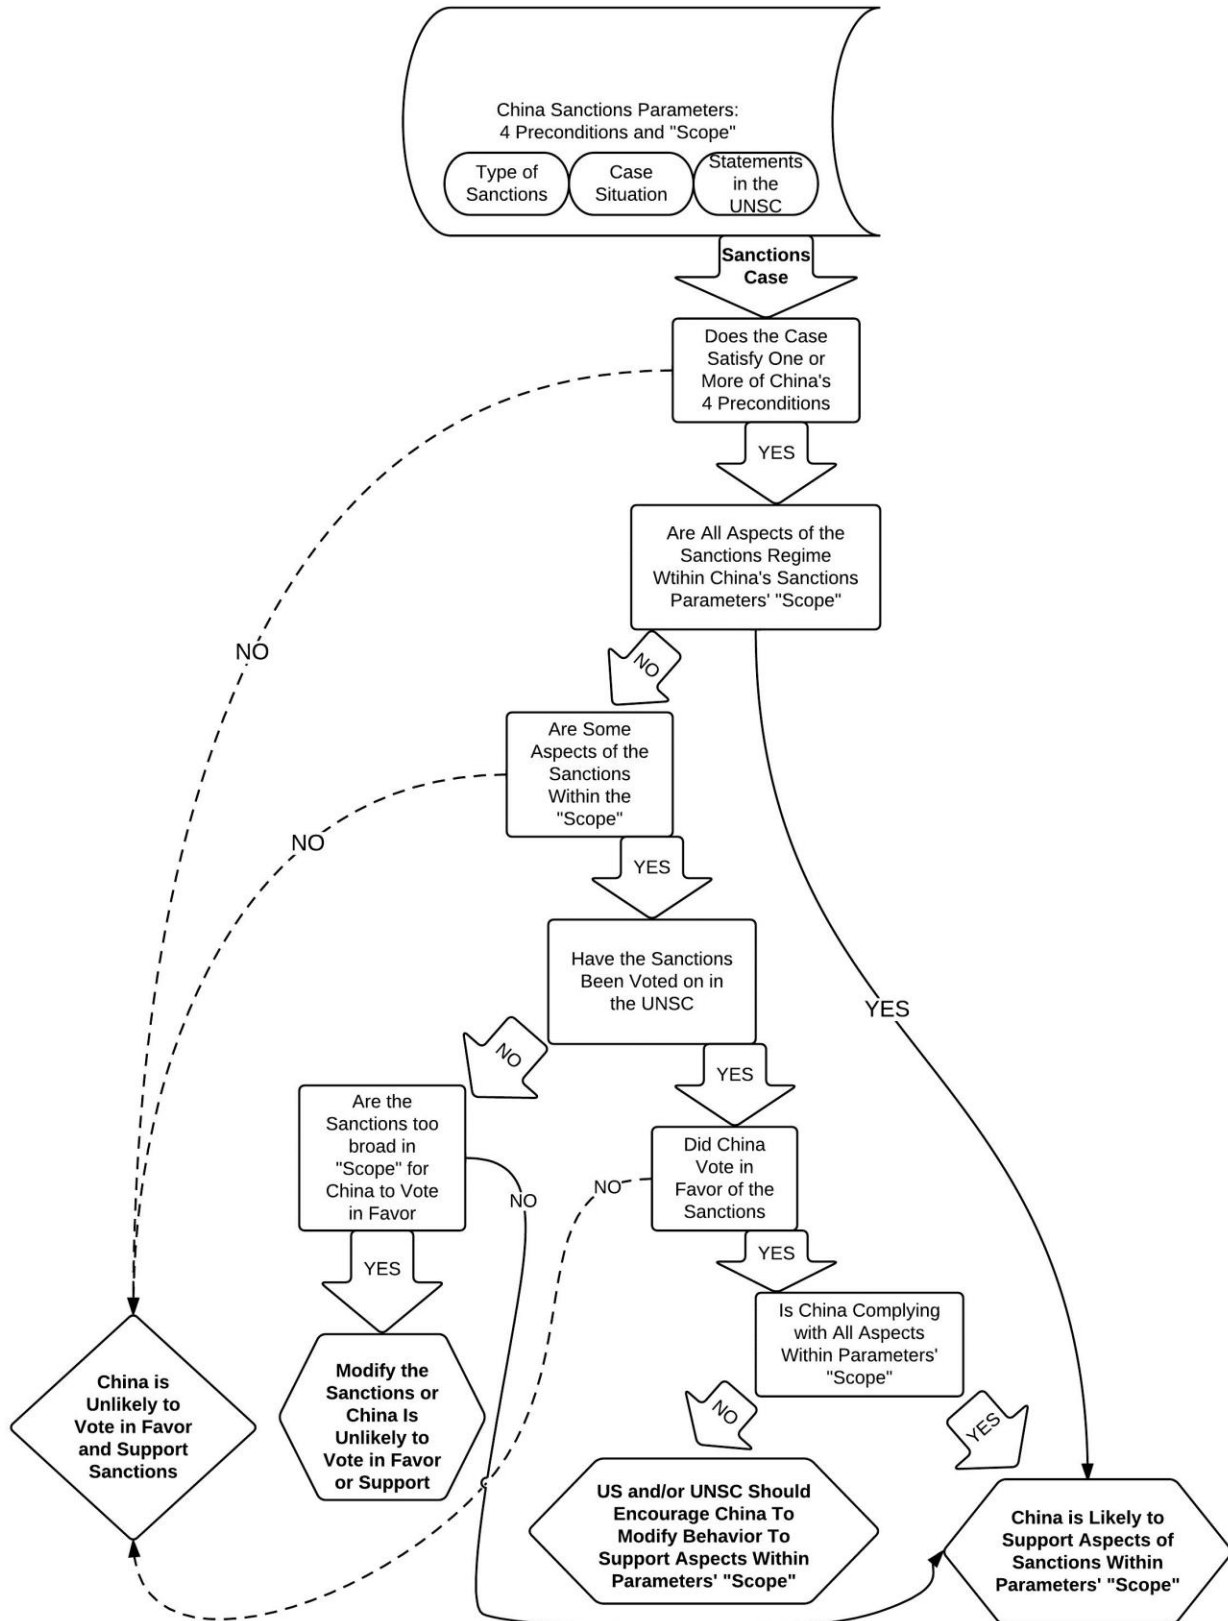 China Sanctions Parameters:
4 Preconditions and "Scope"
Type of
Sanctions
Case
Situation
Statements
in the
UNSC
Sanctions
Case
Does the Case
Satisfy One or
More of China's
4 Preconditions
YES
Are All Aspects of the
Sanctions Regime
Wtihin China's Sanctions
Parameters' "Scope"
NO
NO
Are Some
Aspects of the
Sanctions
Within the
"Scope"
NO
YES
Have the Sanctions
Been Voted on in
the UNSC
YES
NO
YES
Are the
Sanctions too
broad in
"Scope" for
China to Vote
in Favor
NO
Did China
Vote in
Favor of the
Sanctions
NO
YES
YES
Is China Complying
with All Aspects
Within Parameters'
"Scope"
NO
YES
China is
Unlikely to
Vote in Favor
and Support
Sanctions
Modify the
Sanctions or
China Is
Unlikely to
Vote in Favor
or Support
US and/or UNSC Should
Encourage China To
Modify Behavior To
Support Aspects Within
Parameters' "Scope"
China is Likely to
Support Aspects of
Sanctions Within
Parameters' "Scope"